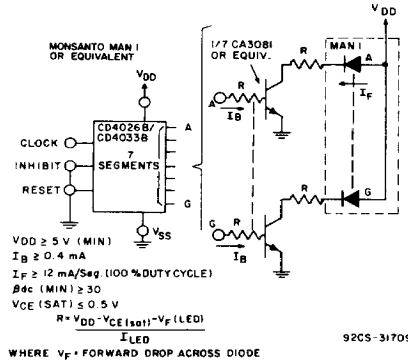 MONSANTO MAN I
OR EQUIVALENT
VDD
CD4026B/
CD4033B
7
SEGMENTS
CLOCK
INHIBIT
RESET
A
G
VSS
1/7 CA3081
OR EQUIV.
A
R
IB
R
VDD
MAN I
A
IF
G
R
IB
R
G
VDD ≥ 5 V (MIN)
IB ≥ 0.4 mA
IF ≥ 12 mA/Seg. (100 % DUTY CYCLE)
βdc (MIN) ≥ 30
VCE (SAT) ≤ 0.5 V
R = VDD - VCE(sat) - VF (LED)
ILED
WHERE VF = FORWARD DROP ACROSS DIODE
92CS-31709